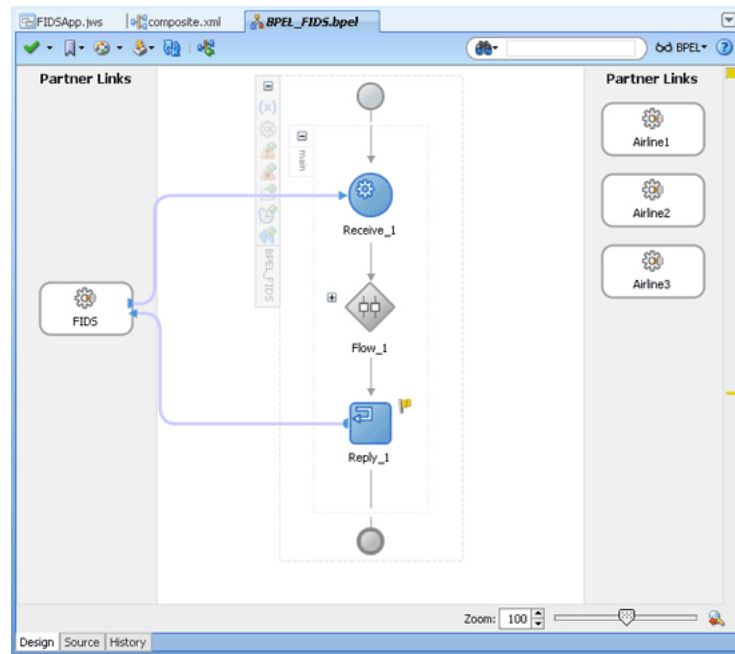 FIDSApp.jws composite.xml BPEL_FIDS.bpel
BPEL
Partner Links
Partner Links
(x)
main
BPEL_FIDS
Receive_1
Flow_1
Reply_1
FIDS
Airline1
Airline2
Airline3
Zoom: 100
Design Source History